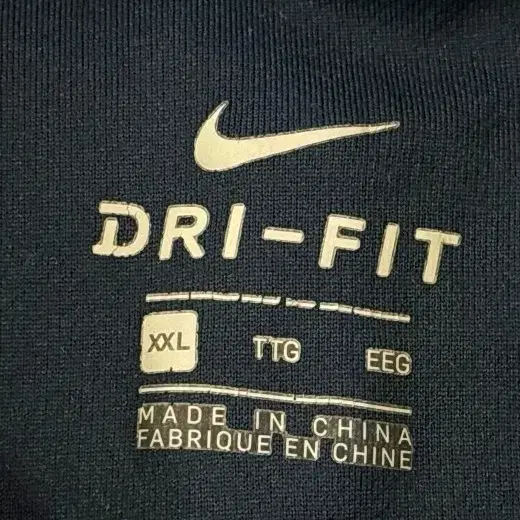 DRI-FIT
XXL TTG EEG
MADE IN CHINA
FABRIQUE EN CHINE